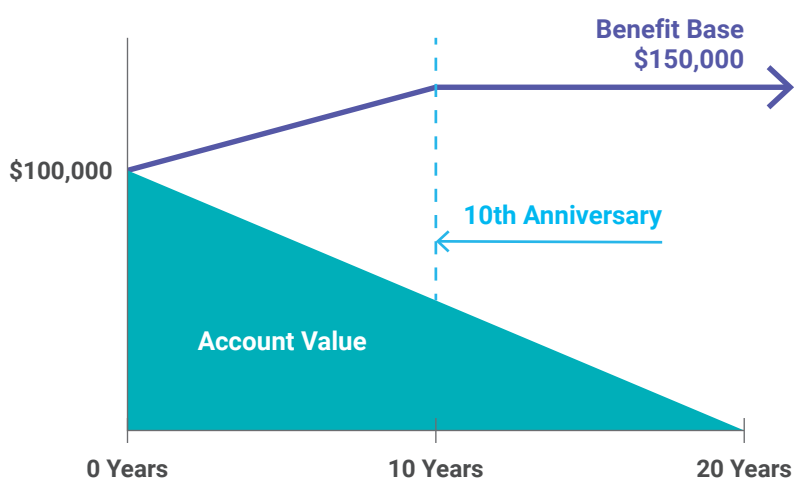 Benefit Base
$150,000
$100,000
10th Anniversary
Account Value
0 Years
10 Years
20 Years